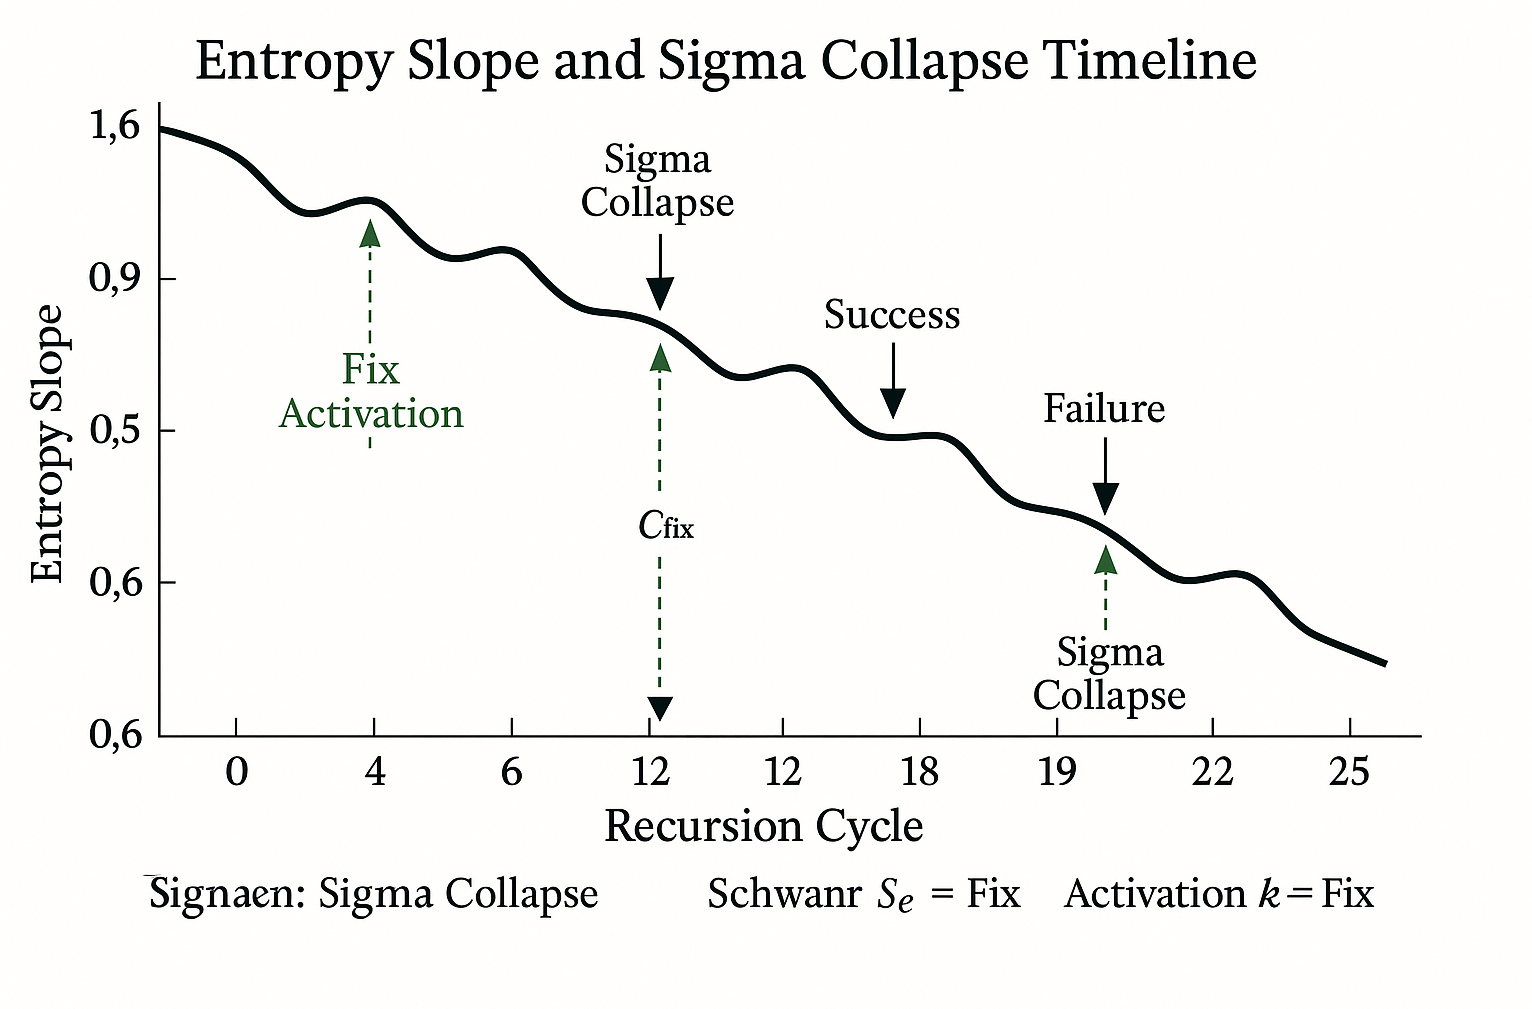 Entropy Slope and Sigma Collapse Timeline
1,6
0,9
0,5
0,6
0,6
Entropy Slope
Fix
Activation
Sigma
Collapse
Cfix
Success
Failure
Sigma
Collapse
0 4 6 12 12 18 19 22 25
Recursion Cycle
Signaen: Sigma Collapse Schwanr Se = Fix Activation k = Fix